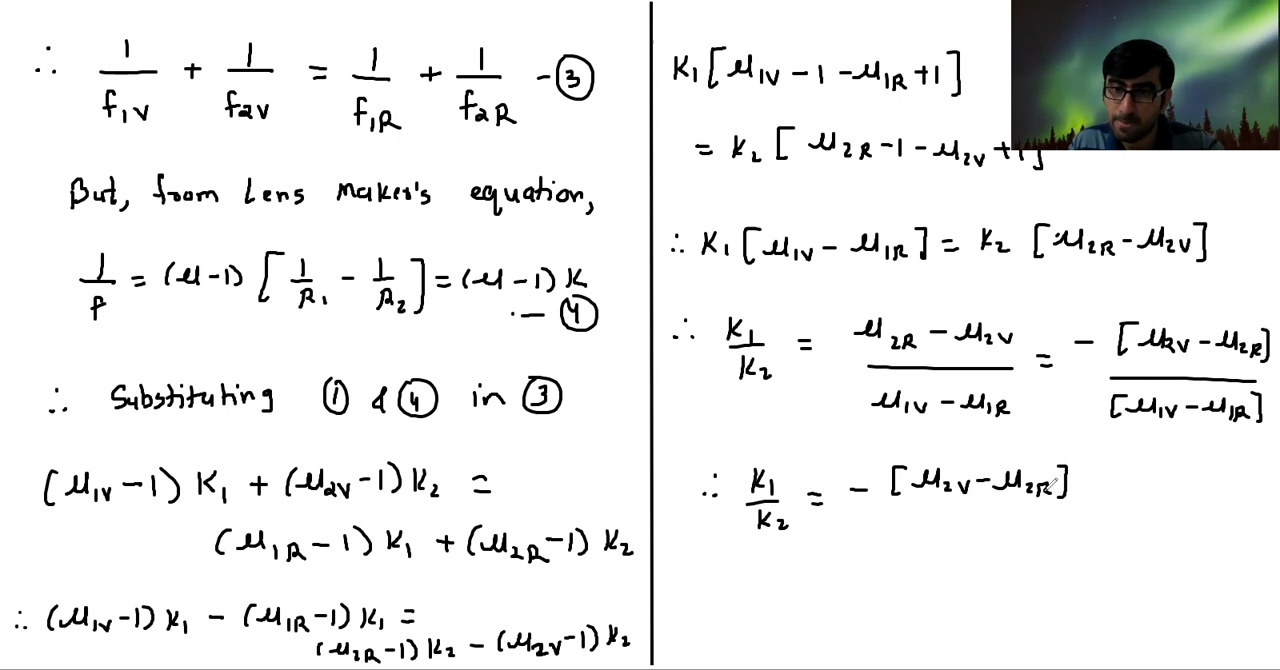 ∴ 1/f₁V + 1/f₂V = 1/f₁R + 1/f₂R – ③
But, from Lens Maker's equation,
1/f = (μ-1) [1/R₁ - 1/R₂] = (μ-1) K – ④
∴ Substituting ① & ④ in ③
(μ₁V - 1) K₁ + (μ₂V - 1) K₂ =
(μ₁R - 1) K₁ + (μ₂R - 1) K₂
∴ (μ₁V - 1) K₁ - (μ₁R - 1) K₁ =
(μ₂R - 1) K₂ - (μ₂V - 1) K₂
K₁ [μ₁V - 1 - μ₁R + 1]
= K₂ [μ₂R - 1 - μ₂V + 1]
∴ K₁ [μ₁V - μ₁R] = K₂ [μ₂R - μ₂V]
∴ K₁/K₂ = (μ₂R - μ₂V)/(μ₁V - μ₁R) = - [μ₂V - μ₂R]/[μ₁V - μ₁R]
∴ K₁/K₂ = - [μ₂V - μ₂R]